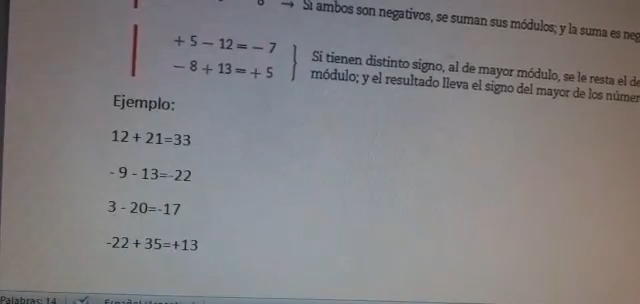 → Si ambos son negativos, se suman sus módulos; y la suma es neg
+ 5 − 12 = − 7
− 8 + 13 = + 5
Si tienen distinto signo, al de mayor módulo, se le resta el de
módulo; y el resultado lleva el signo del mayor de los númer
Ejemplo:
12 + 21=33
- 9 - 13=-22
3 - 20=-17
-22 + 35=+13
Palabras: 14